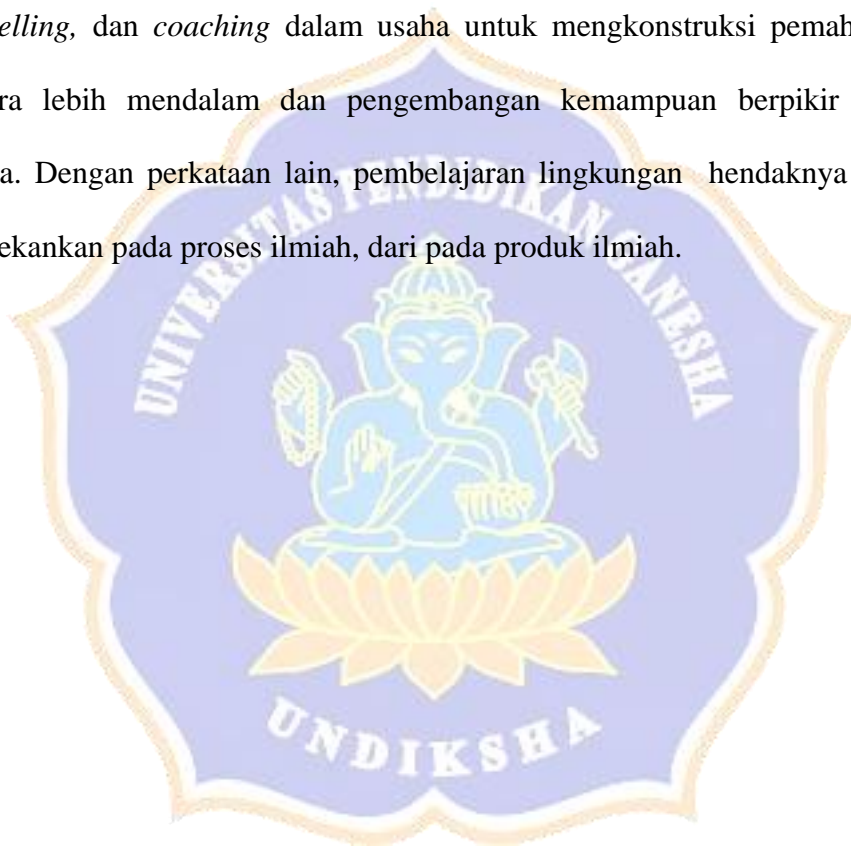 elling, dan coaching dalam usaha untuk mengkonstruksi pemah
ra lebih mendalam dan pengembangan kemampuan berpikir
a. Dengan perkataan lain, pembelajaran lingkungan hendaknya
ekankan pada proses ilmiah, dari pada produk ilmiah.
UNIVERSITAS PENDIDIKAN GANESHA
UNDIKSHA